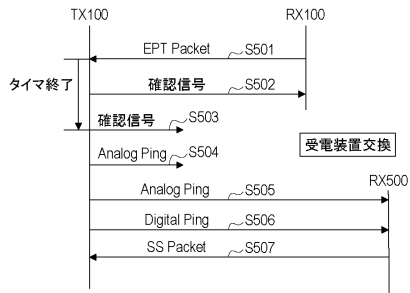 TX100 RX100
EPT Packet S501
タイマ終了
確認信号 S502
確認信号 S503
Analog Ping S504
受電装置交換
RX500
Analog Ping S505
Digital Ping S506
SS Packet S507